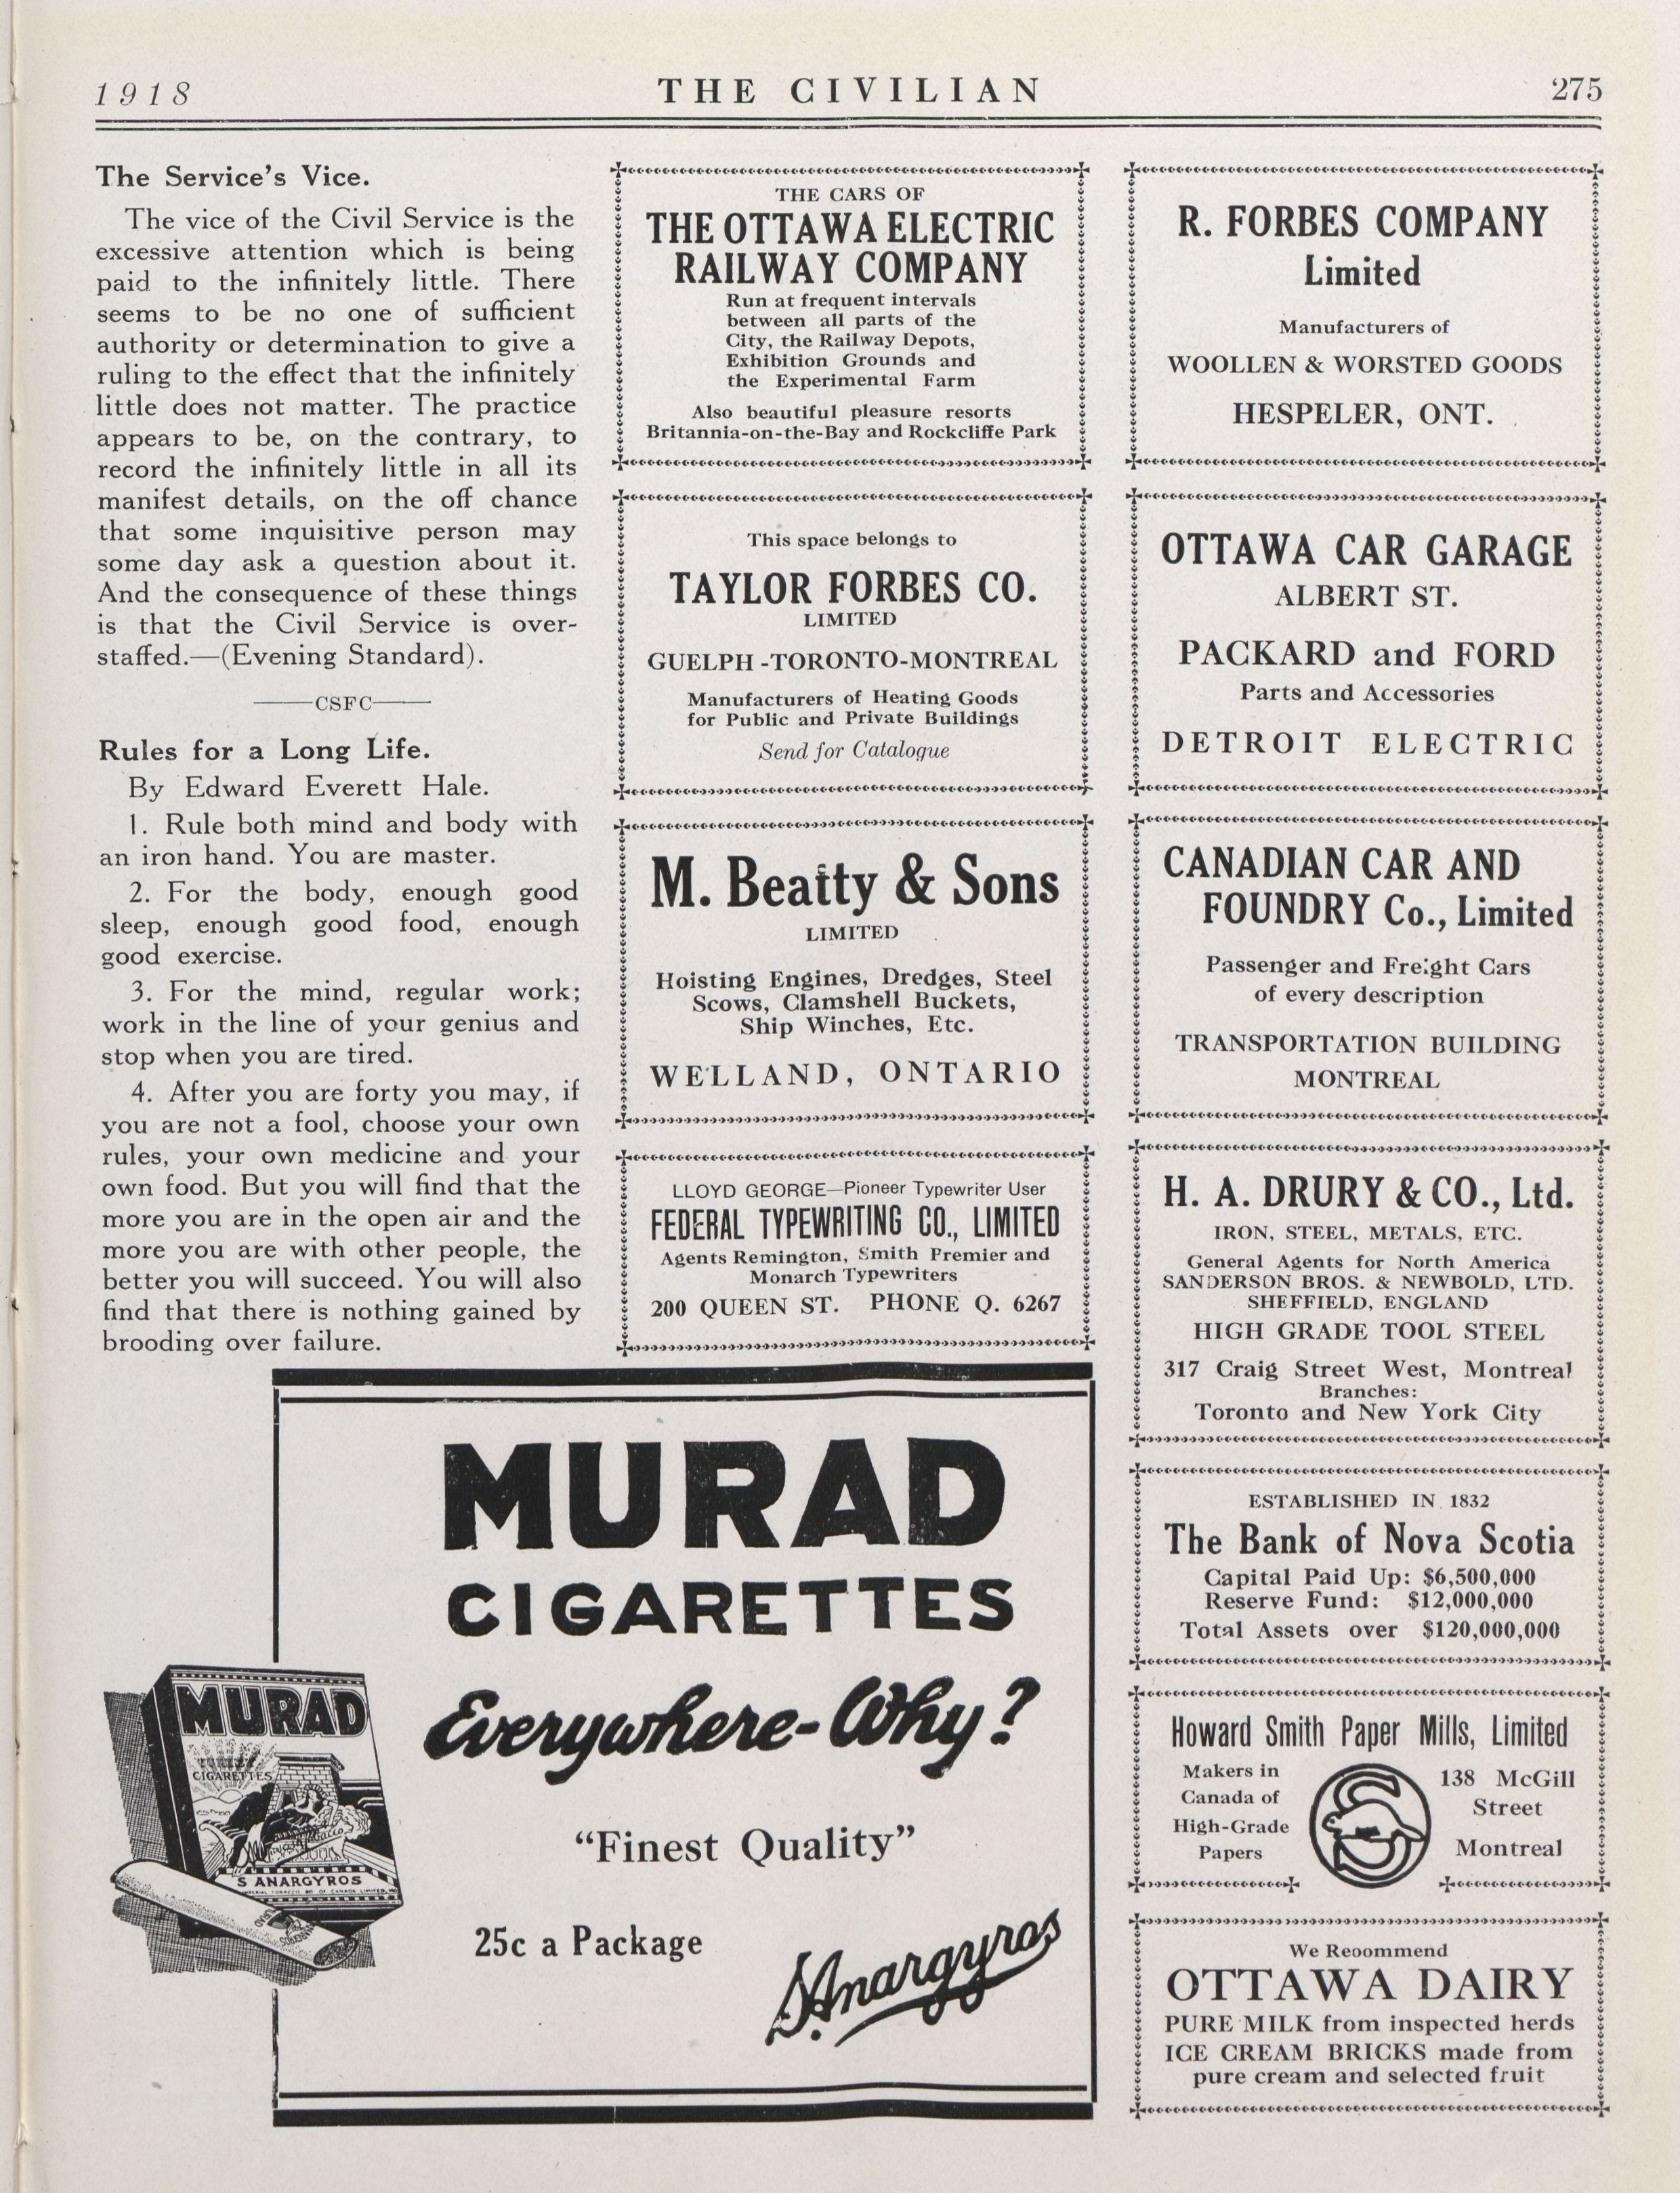 1918
THE CIVILIAN
275
The Service's Vice.
The vice of the Civil Service is the
excessive attention which is being
paid to the infinitely little. There
seems to be no one of sufficient
authority or determination to give a
ruling to the effect that the infinitely
little does not matter. The practice
appears to be, on the contrary, to
record the infinitely little in all its
manifest details, on the off chance
that some inquisitive person may
some day ask a question about it.
And the consequence of these things
is that the Civil Service is over-
staffed.—(Evening Standard).
——CSFC——
Rules for a Long Life.
By Edward Everett Hale.
1. Rule both mind and body with
an iron hand. You are master.
2. For the body, enough good
sleep, enough good food, enough
good exercise.
3. For the mind, regular work;
work in the line of your genius and
stop when you are tired.
4. After you are forty you may, if
you are not a fool, choose your own
rules, your own medicine and your
own food. But you will find that the
more you are in the open air and the
more you are with other people, the
better you will succeed. You will also
find that there is nothing gained by
brooding over failure.
THE CARS OF
THE OTTAWA ELECTRIC
RAILWAY COMPANY
Run at frequent intervals
between all parts of the
City, the Railway Depots,
Exhibition Grounds and
the Experimental Farm
Also beautiful pleasure resorts
Britannia-on-the-Bay and Rockcliffe Park
This space belongs to
TAYLOR FORBES CO.
LIMITED
GUELPH -TORONTO-MONTREAL
Manufacturers of Heating Goods
for Public and Private Buildings
Send for Catalogue
M. Beatty & Sons
LIMITED
Hoisting Engines, Dredges, Steel
Scows, Clamshell Buckets,
Ship Winches, Etc.
WELLAND, ONTARIO
LLOYD GEORGE—Pioneer Typewriter User
FEDERAL TYPEWRITING CO., LIMITED
Agents Remington, Smith Premier and
Monarch Typewriters
200 QUEEN ST. PHONE Q. 6267
MURAD
CIGARETTES
Everywhere-Why?
"Finest Quality"
25c a Package
S. Anargyros
MURAD
CIGARETTES
S ANARGYROS
R. FORBES COMPANY
Limited
Manufacturers of
WOOLLEN & WORSTED GOODS
HESPELER, ONT.
OTTAWA CAR GARAGE
ALBERT ST.
PACKARD and FORD
Parts and Accessories
DETROIT ELECTRIC
CANADIAN CAR AND
FOUNDRY Co., Limited
Passenger and Freight Cars
of every description
TRANSPORTATION BUILDING
MONTREAL
H. A. DRURY & CO., Ltd.
IRON, STEEL, METALS, ETC.
General Agents for North America
SANDERSON BROS. & NEWBOLD, LTD.
SHEFFIELD, ENGLAND
HIGH GRADE TOOL STEEL
317 Craig Street West, Montreal
Branches:
Toronto and New York City
ESTABLISHED IN 1832
The Bank of Nova Scotia
Capital Paid Up: $6,500,000
Reserve Fund: $12,000,000
Total Assets over $120,000,000
Howard Smith Paper Mills, Limited
Makers in
Canada of
High-Grade
Papers
138 McGill
Street
Montreal
We Reoommend
OTTAWA DAIRY
PURE MILK from inspected herds
ICE CREAM BRICKS made from
pure cream and selected fruit